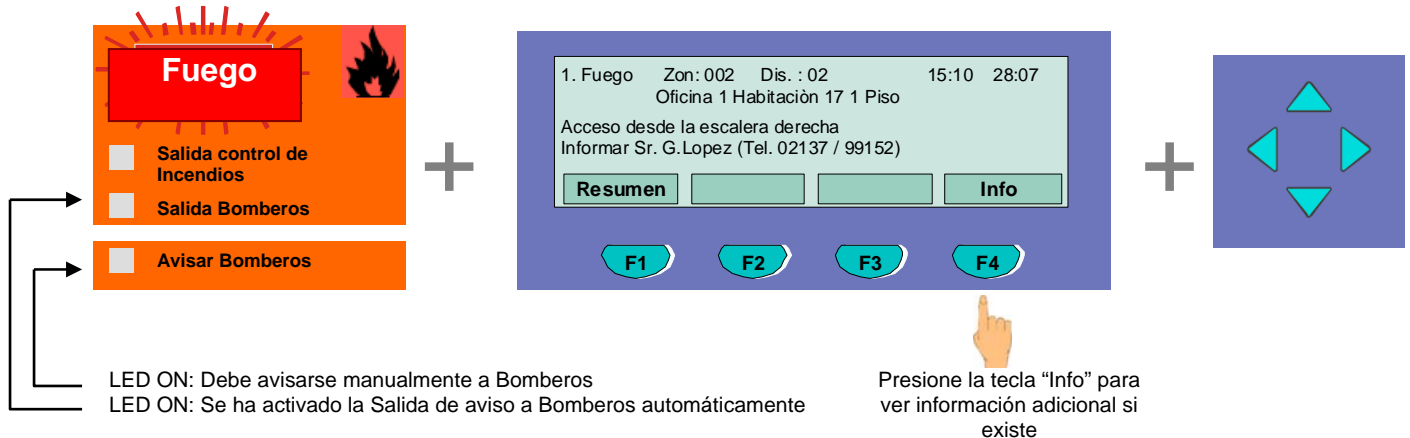 Fuego
Salida control de
Incendios
Salida Bomberos
Avisar Bomberos
1. Fuego Zon: 002 Dis. : 02 15:10 28:07
Oficina 1 Habitaciòn 17 1 Piso
Acceso desde la escalera derecha
Informar Sr. G.Lopez (Tel. 02137 / 99152)
Resumen Info
F1 F2 F3 F4
LED ON: Debe avisarse manualmente a Bomberos
LED ON: Se ha activado la Salida de aviso a Bomberos automáticamente
Presione la tecla “Info” para
ver información adicional si
existe